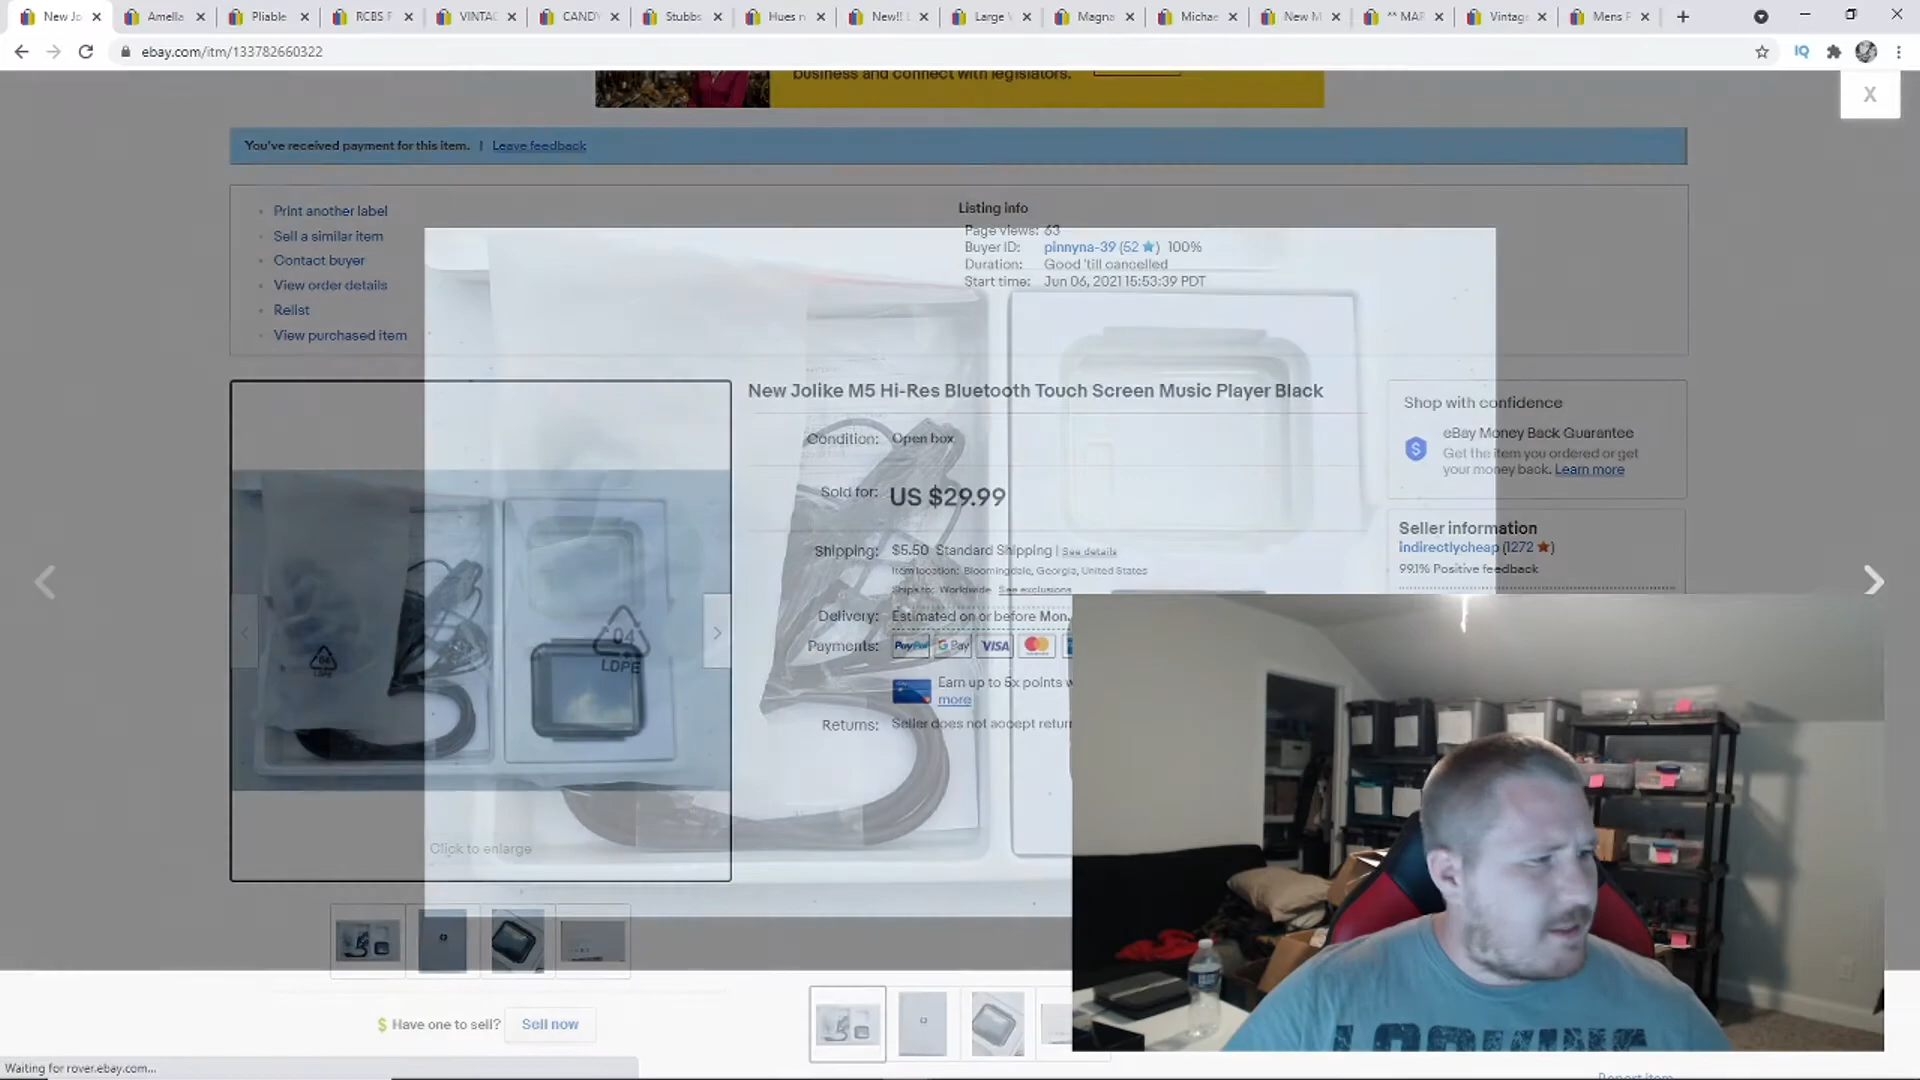 New Jo
Amella
Pliable
RCBS F
VINTAG
CANDY
Stubbs
Hues n
New!!
Large
Magna
Michae
New M
** MAR
Vintag
Mens F
ebay.com/itm/133782660322
business and connect with legislators.
X
You've received payment for this item. | Leave feedback
Print another label
Sell a similar item
Contact buyer
View order details
Relist
View purchased item
Listing info
Page views: 63
Buyer ID: pinnyna-39 (52 ★) 100%
Duration: Good 'till cancelled
Start time: Jun 06, 2021 15:53:39 PDT
New Jolike M5 Hi-Res Bluetooth Touch Screen Music Player Black
Condition: Open box
Sold for: US $29.99
Shipping: $5.50 Standard Shipping | See details
Item location: Bloomingdale, Georgia, United States
Ships to: Worldwide See exclusions
Delivery: Estimated on or before Mon.
Payments: PayPal G Pay VISA
Earn up to 5x points
more
Returns: Seller does not accept retur
Shop with confidence
eBay Money Back Guarantee
Get the item you ordered or get
your money back. Learn more
Seller information
indirectlycheap (1272 ★)
99.1% Positive feedback
04
LDPE
04
LDPE
Click to enlarge
$ Have one to sell? Sell now
Waiting for rover.ebay.com...
Report item